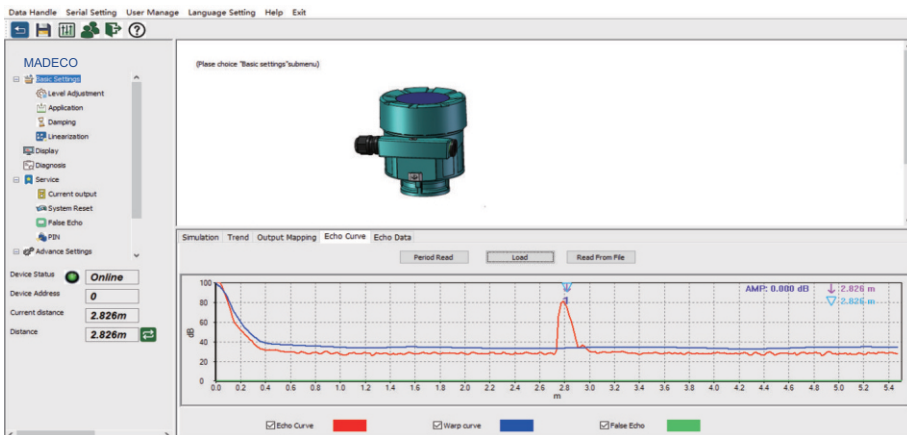 Data Handle Serial Setting User Manage Language Setting Help Exit
MADECO
Basic Settings
Level Adjustment
Application
Damping
Linearization
Display
Diagnosis
Service
Current output
System Reset
False Echo
PIN
Advance Settings
Device Status Online
Device Address 0
Current distance 2.826m
Distance 2.826m
(Plase choice "Basic settings"submenu)
Simulation Trend Output Mapping Echo Curve Echo Data
Period Read Load Read From File
AMP: 0.000 dB 2.826 m
2.826 m
100
80
60
40
20
0
dB
1
0.0 0.2 0.4 0.6 0.8 1.0 1.2 1.4 1.6 1.8 2.0 2.2 2.4 2.6 2.8 3.0 3.2 3.4 3.6 3.8 4.0 4.2 4.4 4.6 4.8 5.0 5.2 5.4
m
Echo Curve Warp curve False Echo